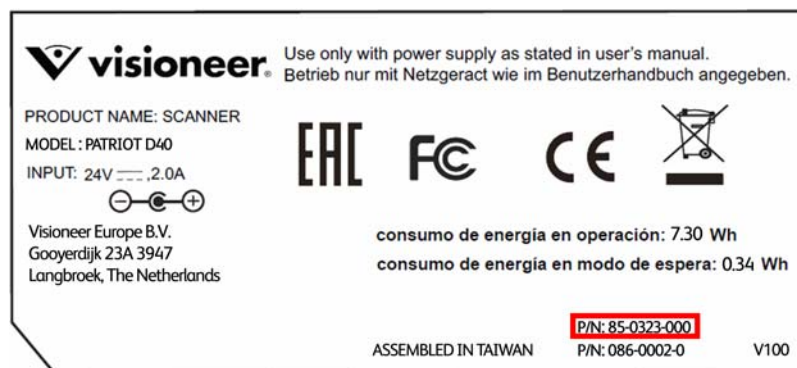 visioneer®
Use only with power supply as stated in user's manual.
Betrieb nur mit Netzgeract wie im Benutzerhandbuch angegeben.
PRODUCT NAME: SCANNER
MODEL : PATRIOT D40
INPUT: 24V ⎓ ,2.0A
EAC FC CE
Visioneer Europe B.V.
Gooyerdijk 23A 3947
Langbroek, The Netherlands
consumo de energía en operación: 7.30 Wh
consumo de energía en modo de espera: 0.34 Wh
P/N: 85-0323-000
ASSEMBLED IN TAIWAN P/N: 086-0002-0 V100